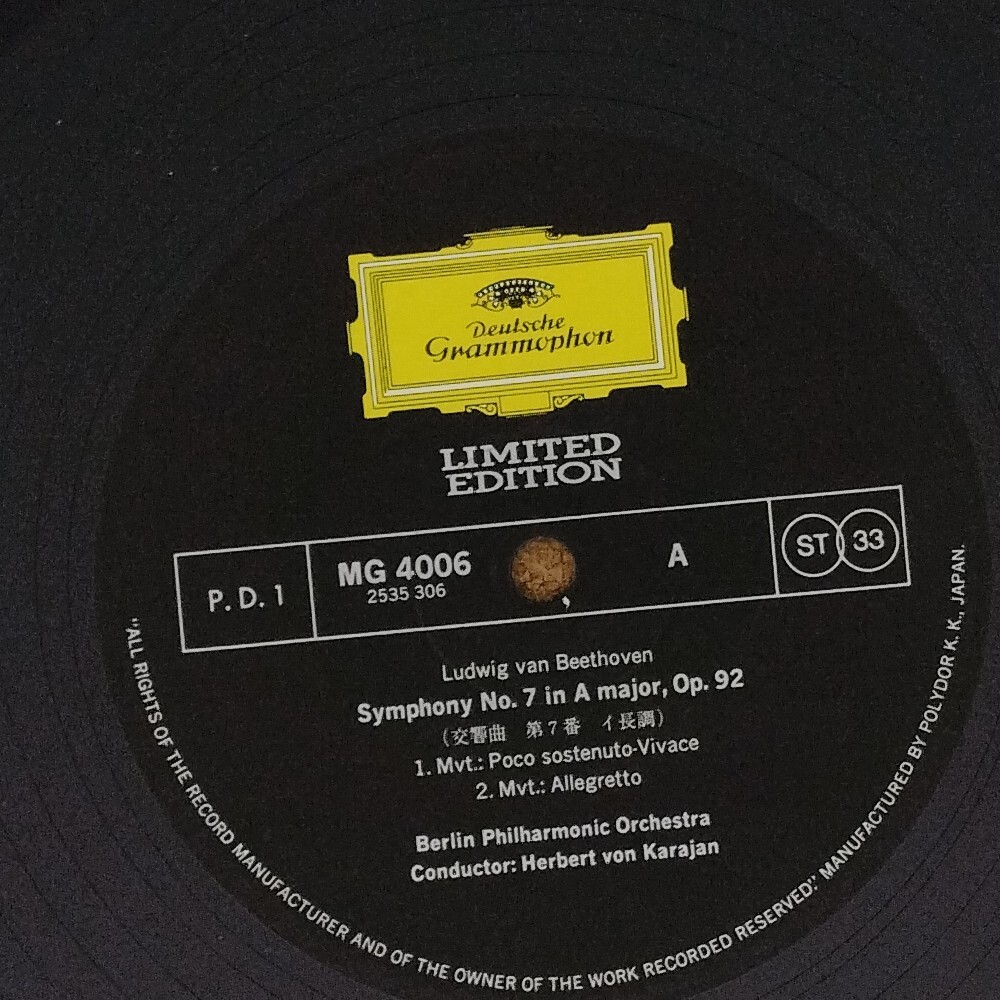 Deutsche
Grammophon
LIMITED
EDITION
P. D. 1
MG 4006
2535 306
A
ST 33
Ludwig van Beethoven
Symphony No. 7 in A major, Op. 92
(交響曲 第7番 イ長調)
1. Mvt.: Poco sostenuto-Vivace
2. Mvt.: Allegretto
Berlin Philharmonic Orchestra
Conductor: Herbert von Karajan
"ALL RIGHTS OF THE RECORD MANUFACTURER AND OF THE OWNER OF THE WORK RECORDED RESERVED." MANUFACTURED BY POLYDOR K. K., JAPAN.